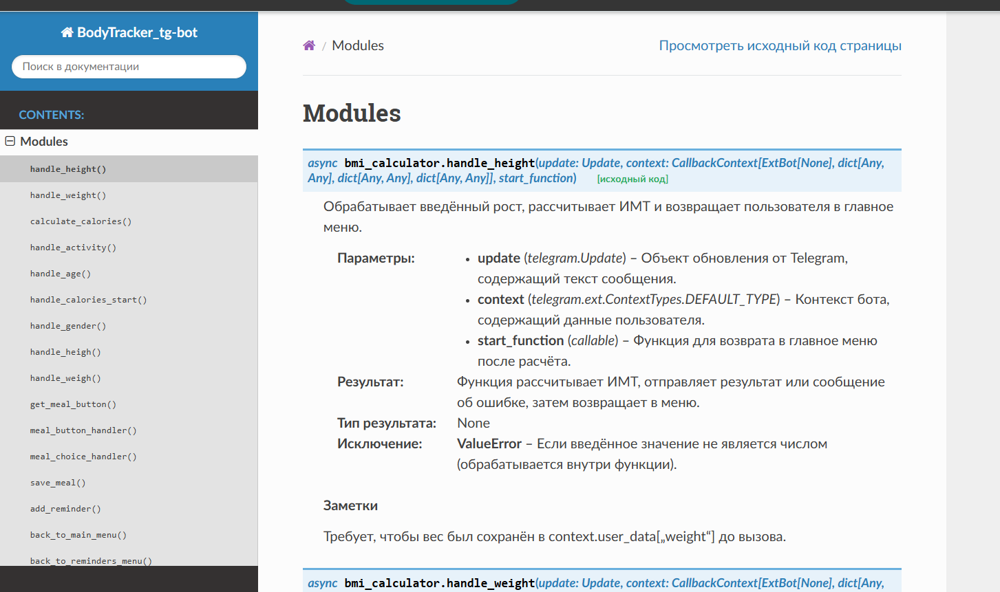 BodyTracker_tg-bot
Поиск в документации
CONTENTS:
Modules
handle_height()
handle_weight()
calculate_calories()
handle_activity()
handle_age()
handle_calories_start()
handle_gender()
handle_heigh()
handle_weigh()
get_meal_button()
meal_button_handler()
meal_choice_handler()
save_meal()
add_reminder()
back_to_main_menu()
back_to_reminders_menu()
/ Modules
Просмотреть исходный код страницы
Modules
async bmi_calculator.handle_height(update: Update, context: CallbackContext[ExtBot[None], dict[Any,
Any], dict[Any, Any], dict[Any, Any]], start_function) [исходный код]
Обрабатывает введённый рост, рассчитывает ИМТ и возвращает пользователя в главное
меню.
Параметры:
• update (telegram.Update) – Объект обновления от Telegram,
содержащий текст сообщения.
• context (telegram.ext.ContextTypes.DEFAULT_TYPE) – Контекст бота,
содержащий данные пользователя.
• start_function (callable) – Функция для возврата в главное меню
после расчёта.
Результат: Функция рассчитывает ИМТ, отправляет результат или сообщение
об ошибке, затем возвращает в меню.
Тип результата: None
Исключение: ValueError – Если введённое значение не является числом
(обрабатывается внутри функции).
Заметки
Требует, чтобы вес был сохранён в context.user_data[„weight“] до вызова.
async bmi_calculator.handle_weight(update: Update, context: CallbackContext[ExtBot[None], dict[Any,